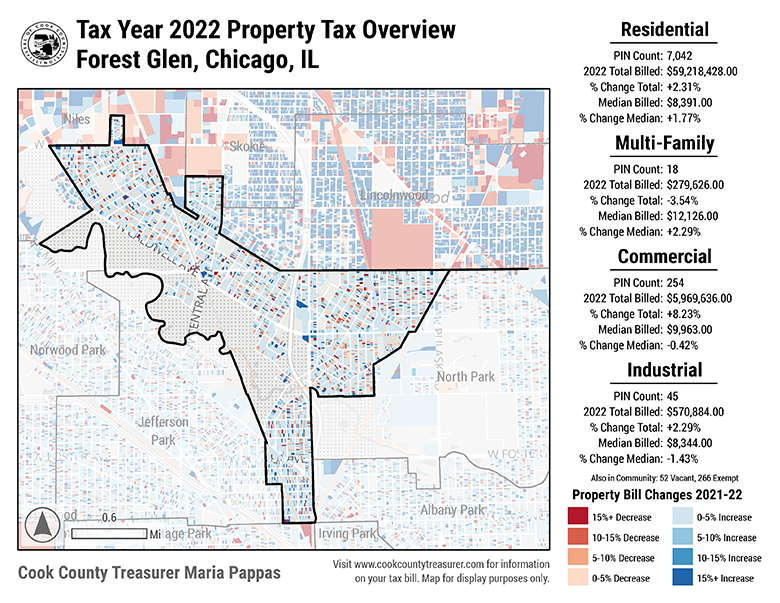 Tax Year 2022 Property Tax Overview
Forest Glen, Chicago, IL
Niles
Skokie
Lincolnwood
N CALDWELL AVE
CENTRAL A
Norwood Park
North Park
Jefferson
Park
W FOST
Albany Park
Irving Park
age Park
0.6
Mi
Cook County Treasurer Maria Pappas
Visit www.cookcountytreasurer.com for information
on your tax bill. Map for display purposes only.
Residential
PIN Count: 7,042
2022 Total Billed: $59,218,428.00
% Change Total: +2.31%
Median Billed: $8,391.00
% Change Median: +1.77%
Multi-Family
PIN Count: 18
2022 Total Billed: $279,626.00
% Change Total: -3.54%
Median Billed: $12,126.00
% Change Median: +2.29%
Commercial
PIN Count: 254
2022 Total Billed: $5,969,636.00
% Change Total: +8.23%
Median Billed: $9,963.00
% Change Median: -0.42%
Industrial
PIN Count: 45
2022 Total Billed: $570,884.00
% Change Total: +2.29%
Median Billed: $8,344.00
% Change Median: -1.43%
Also in Community: 52 Vacant, 266 Exempt
Property Bill Changes 2021-22
15%+ Decrease
10-15% Decrease
5-10% Decrease
0-5% Decrease
0-5% Increase
5-10% Increase
10-15% Increase
15%+ Increase